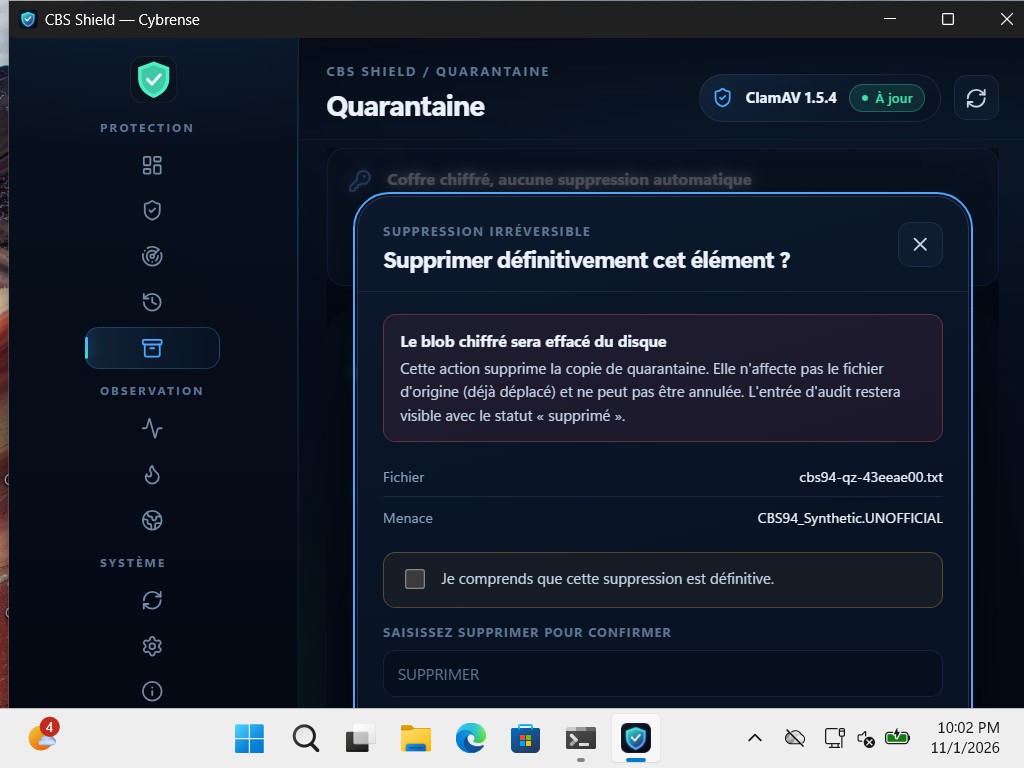 CBS Shield — Cybrense
PROTECTION
OBSERVATION
SYSTÈME
CBS SHIELD / QUARANTAINE
Quarantaine
ClamAV 1.5.4
À jour
Coffre chiffré, aucune suppression automatique
SUPPRESSION IRRÉVERSIBLE
Supprimer définitivement cet élément ?
Le blob chiffré sera effacé du disque
Cette action supprime la copie de quarantaine. Elle n'affecte pas le fichier
d'origine (déjà déplacé) et ne peut pas être annulée. L'entrée d'audit restera
visible avec le statut « supprimé ».
Fichier cbs94-qz-43eeae00.txt
Menace CBS94_Synthetic.UNOFFICIAL
Je comprends que cette suppression est définitive.
SAISISSEZ SUPPRIMER POUR CONFIRMER
SUPPRIMER
4
10:02 PM
11/1/2026